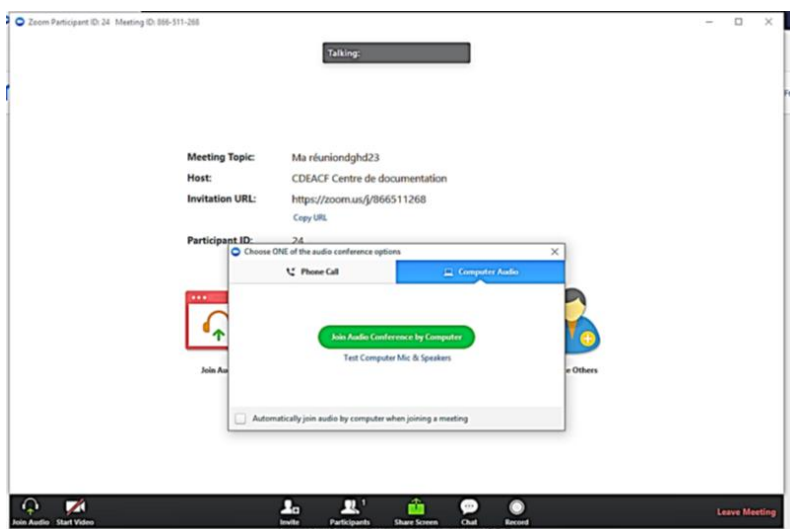 Zoom Participant ID: 24 Meeting ID: 866-511-268
Talking:
Meeting Topic: Ma réuniondghd23
Host: CDEACF Centre de documentation
Invitation URL: https://zoom.us/j/866511268
Copy URL
Participant ID: 24
Choose ONE of the audio conference options
Phone Call Computer Audio
Join Audio Conference by Computer
Test Computer Mic & Speakers
Join Au
e Others
Automatically join audio by computer when joining a meeting
1
Join Audio Start Video Invite Participants Share Screen Chat Record Leave Meeting